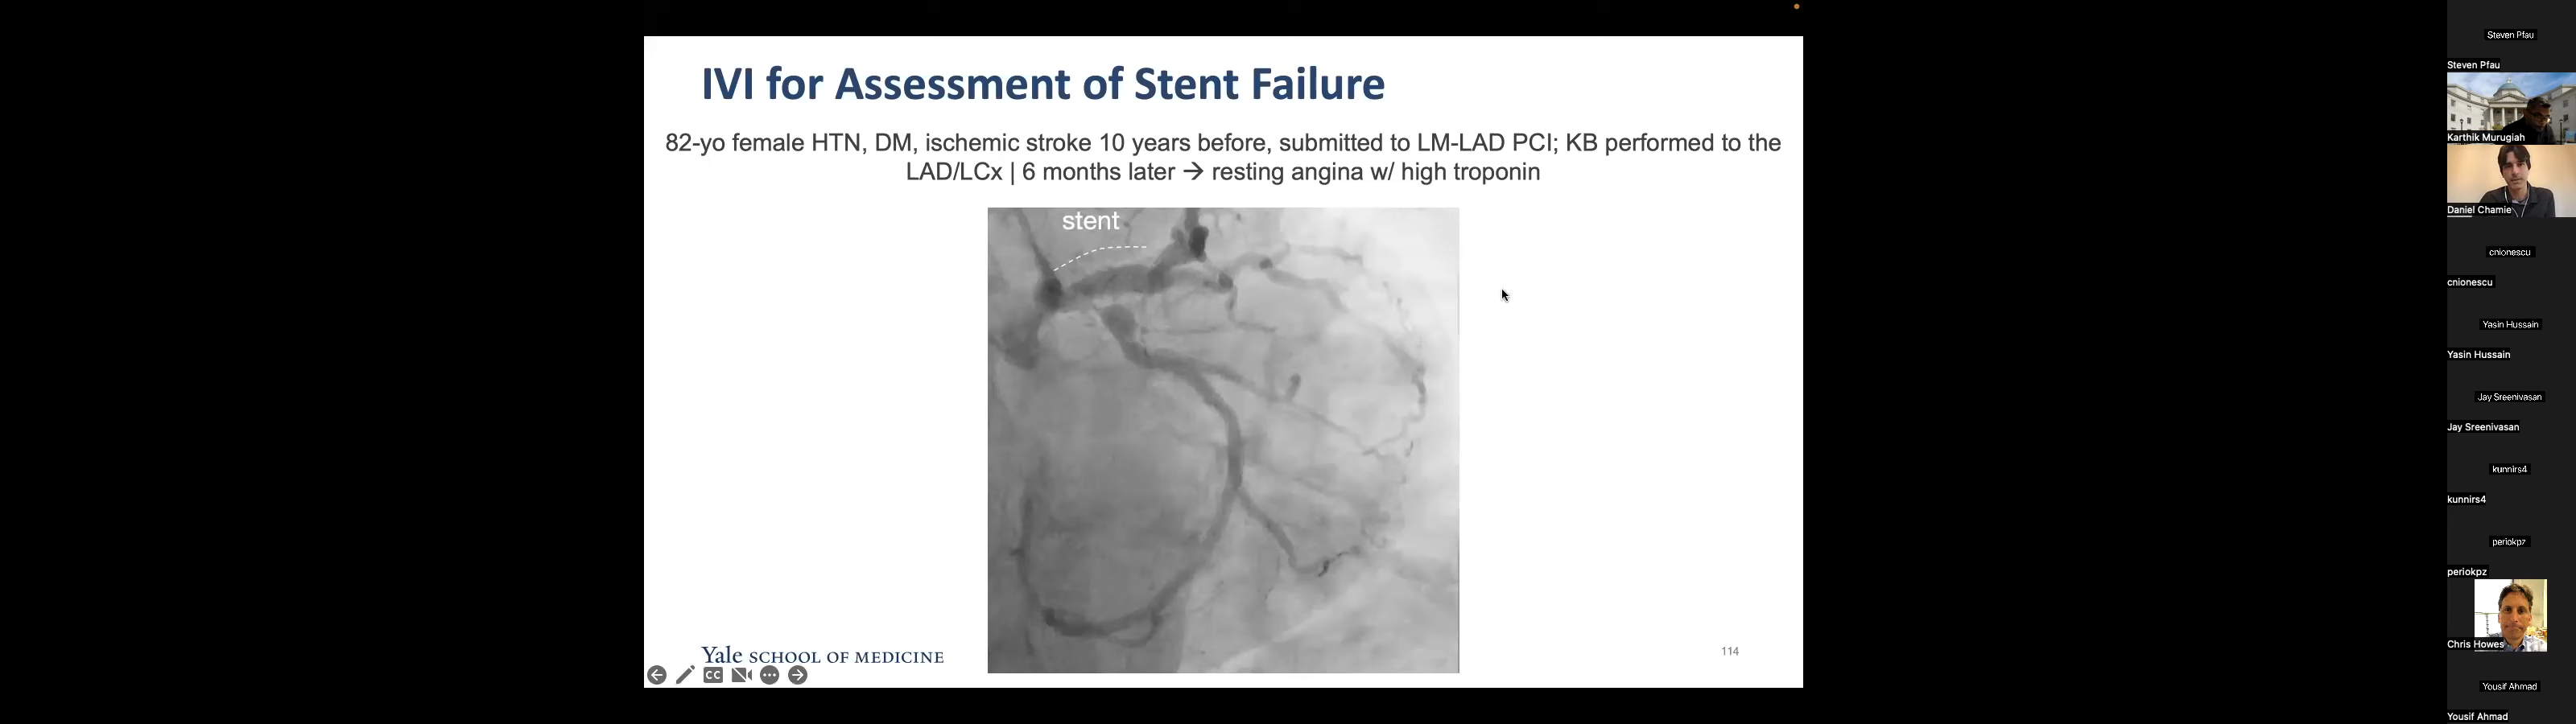 IVI for Assessment of Stent Failure
82-yo female HTN, DM, ischemic stroke 10 years before, submitted to LM-LAD PCI; KB performed to the
LAD/LCx | 6 months later → resting angina w/ high troponin
stent
Yale SCHOOL OF MEDICINE
114
CC
Steven Pfau
Steven Pfau
Karthik Murugiah
Daniel Chamie
cnionescu
cnionescu
Yasin Hussain
Yasin Hussain
Jay Sreenivasan
Jay Sreenivasan
kunnirs4
kunnirs4
periokpz
periokpz
Chris Howes
Yousif Ahmad
Yousif Ahmad